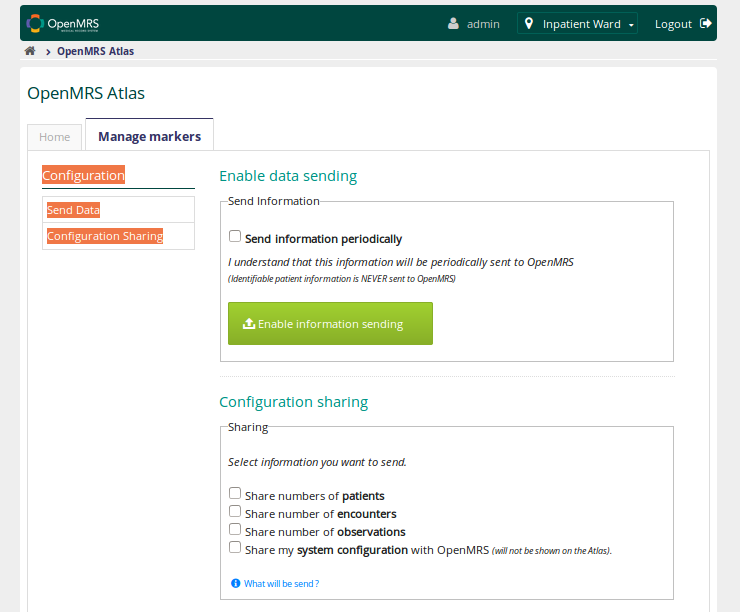 OpenMRS
MEDICAL RECORD SYSTEM
admin
Inpatient Ward
Logout
OpenMRS Atlas
OpenMRS Atlas
Home
Manage markers
Configuration
Send Data
Configuration Sharing
Enable data sending
Send Information
Send information periodically
I understand that this information will be periodically sent to OpenMRS
(Identifiable patient information is NEVER sent to OpenMRS)
Enable information sending
Configuration sharing
Sharing
Select information you want to send.
Share numbers of patients
Share number of encounters
Share number of observations
Share my system configuration with OpenMRS (will not be shown on the Atlas).
What will be send ?